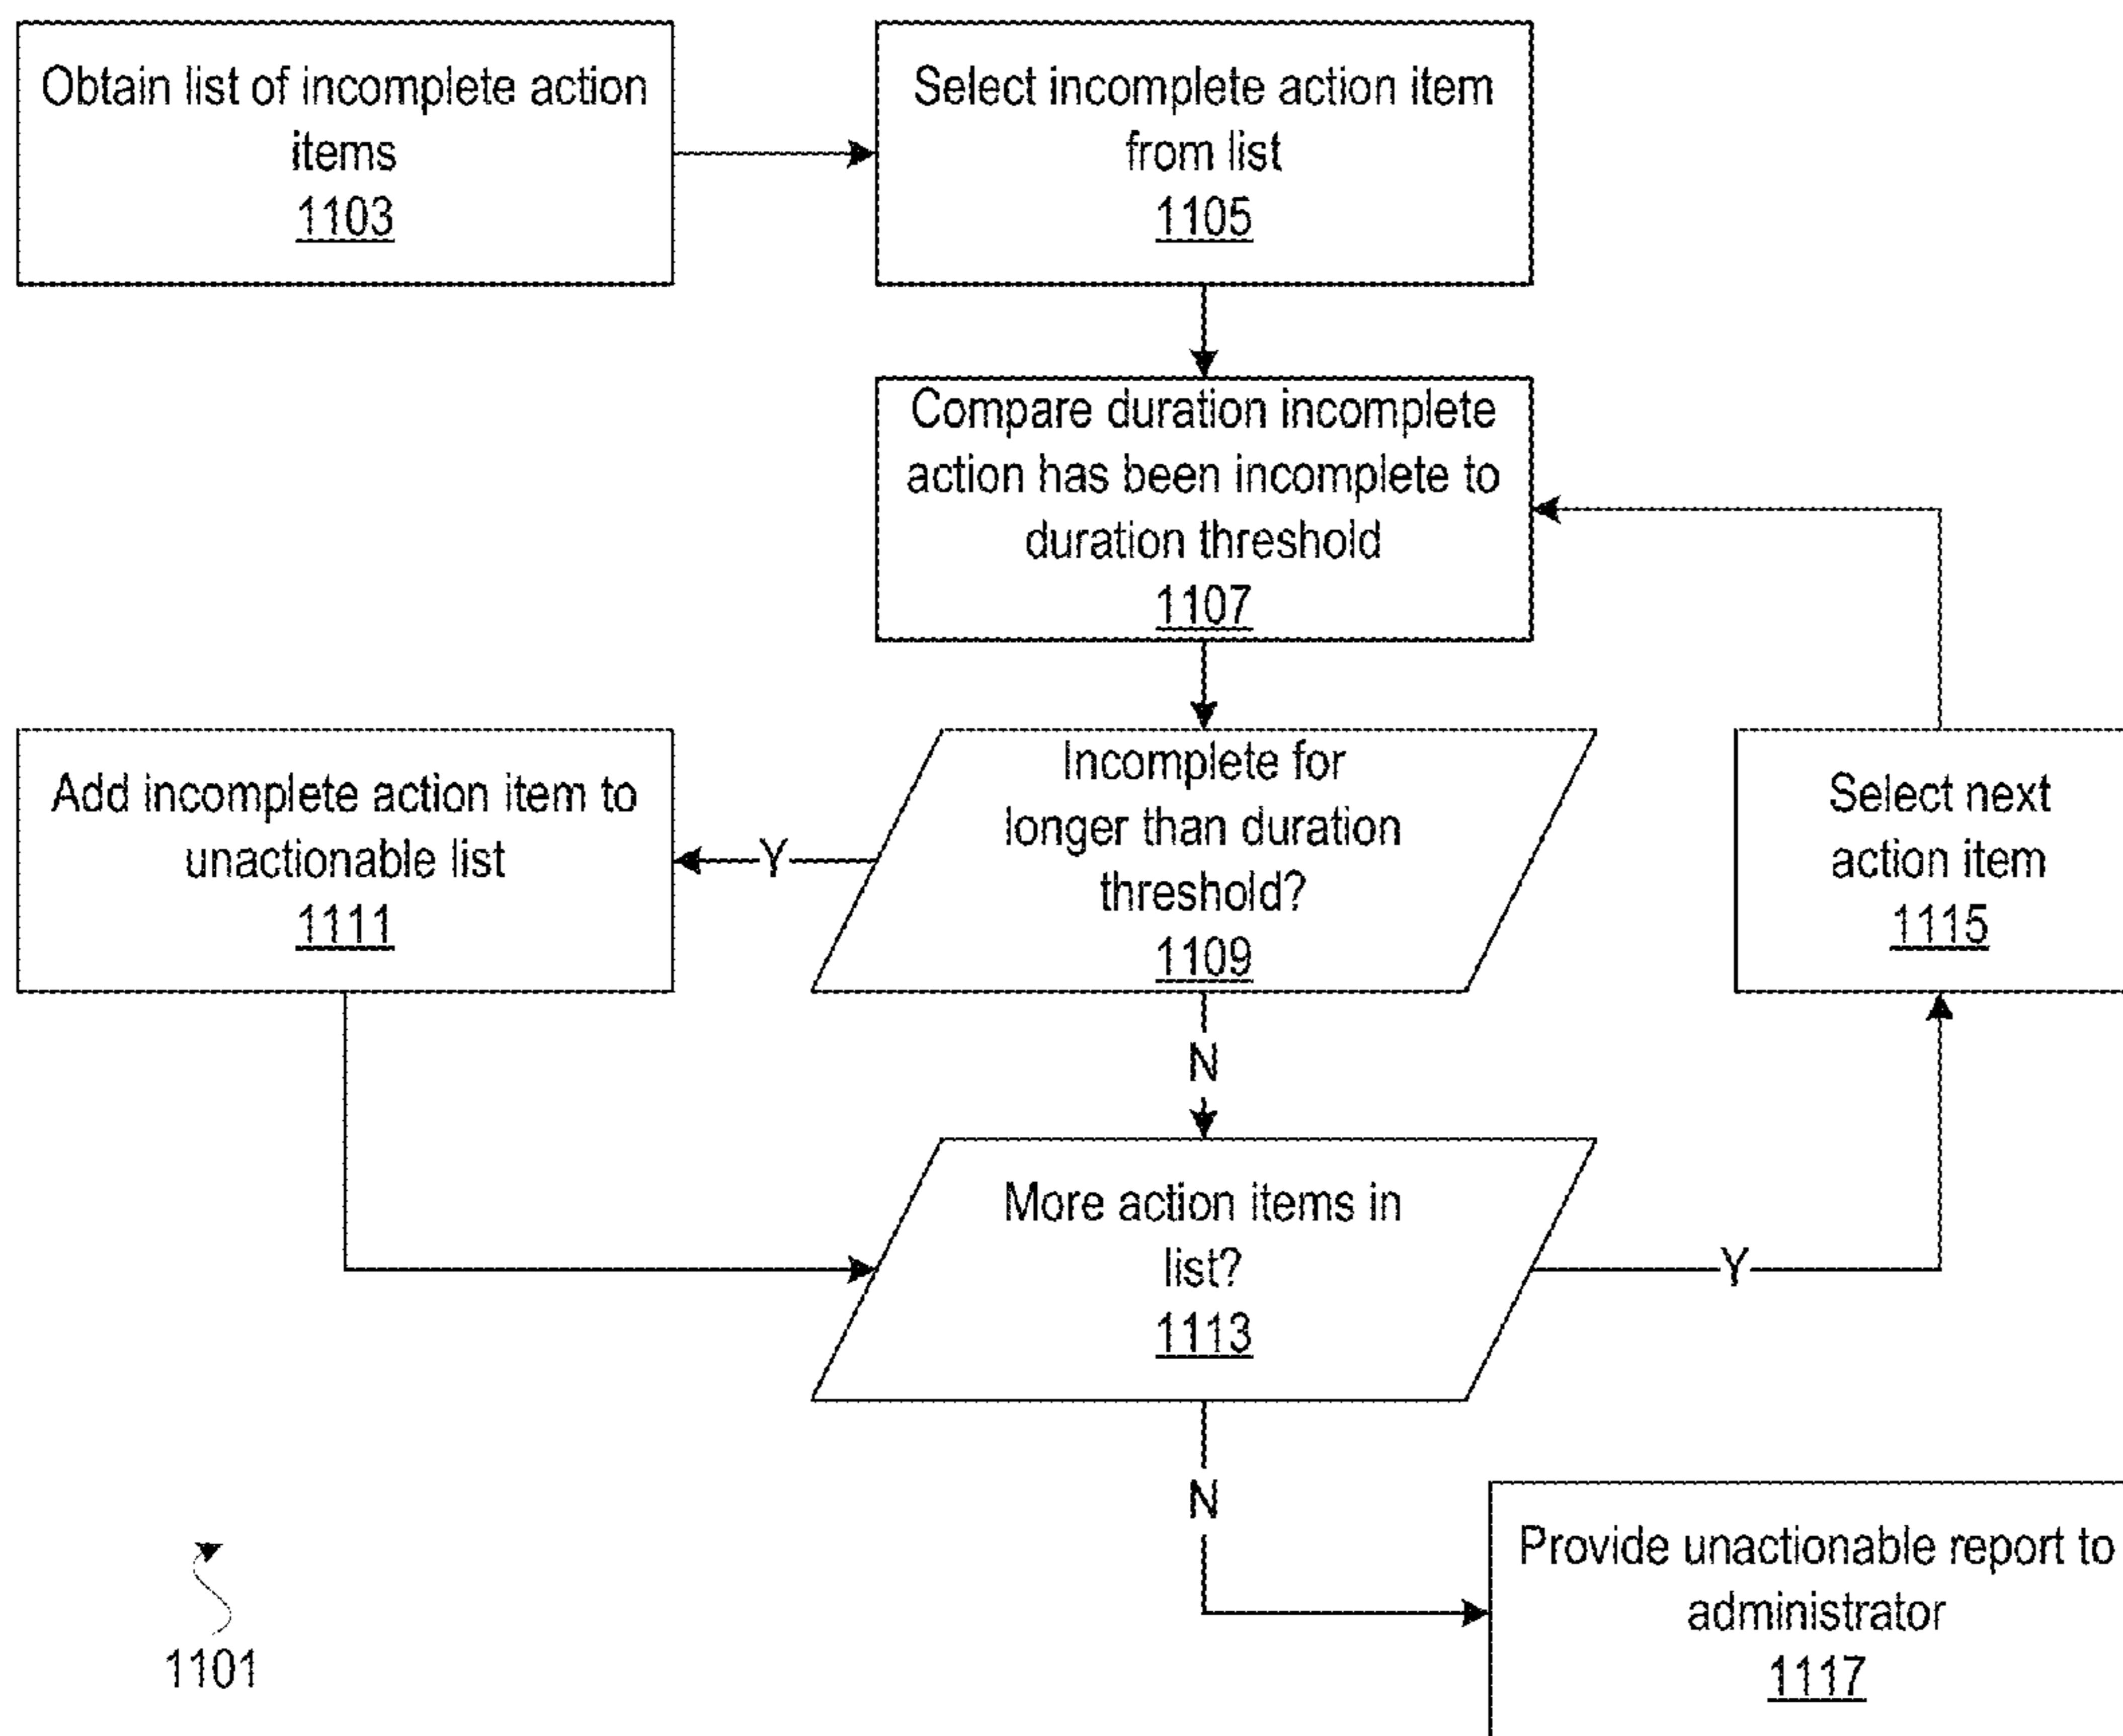 Obtain list of incomplete action
items
1103
Select incomplete action item
from list
1105
Compare duration incomplete
action has been incomplete to
duration threshold
1107
Add incomplete action item to
unactionable list
1111
Y
Incomplete for
longer than duration
threshold?
1109
Select next
action item
1115
N
More action items in
list?
1113
Y
N
Provide unactionable report to
administrator
1117
1101